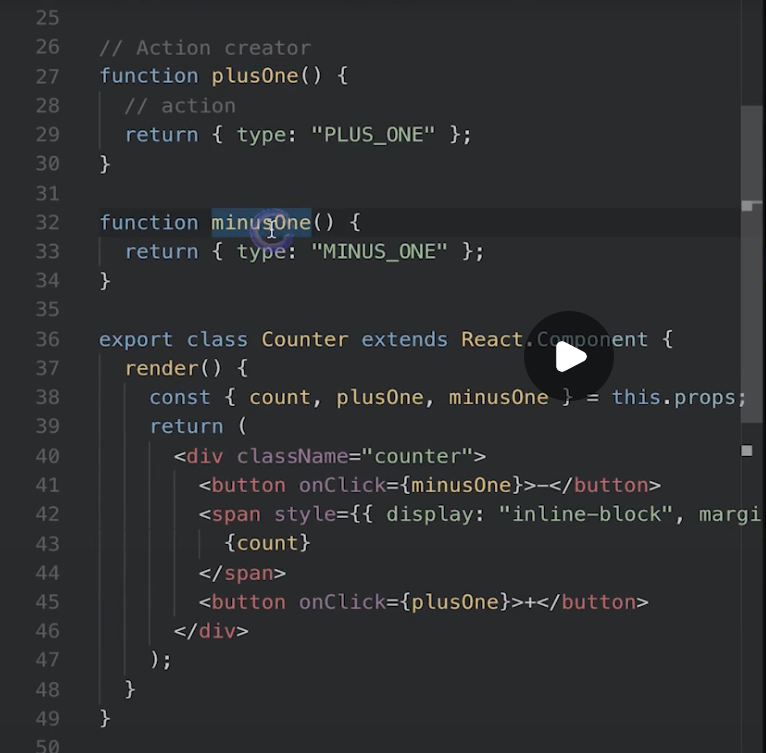 25
26 // Action creator
27 function plusOne() {
28 // action
29 return { type: "PLUS_ONE" };
30 }
31
32 function minusOne() {
33 return { type: "MINUS_ONE" };
34 }
35
36 export class Counter extends React.Component {
37 render() {
38 const { count, plusOne, minusOne } = this.props;
39 return (
40 <div className="counter">
41 <button onClick={minusOne}>-</button>
42 <span style={{ display: "inline-block", margi
43 {count}
44 </span>
45 <button onClick={plusOne}>+</button>
46 </div>
47 );
48 }
49 }
50